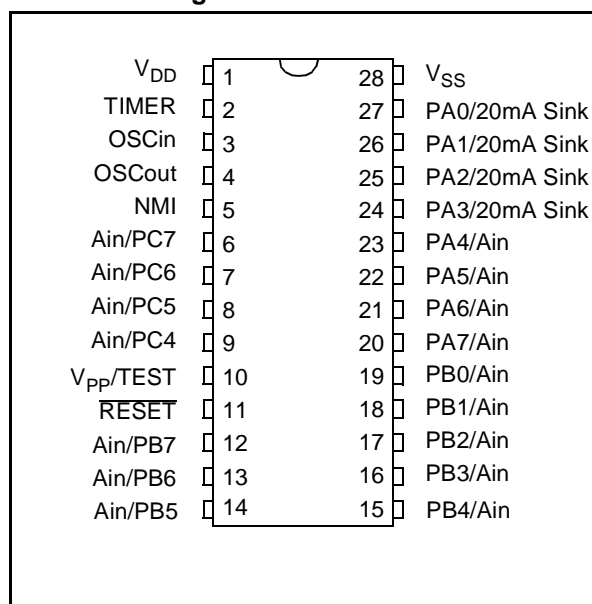 V_DD 1 28 V_SS
TIMER 2 27 PA0/20mA Sink
OSCin 3 26 PA1/20mA Sink
OSCout 4 25 PA2/20mA Sink
NMI 5 24 PA3/20mA Sink
Ain/PC7 6 23 PA4/Ain
Ain/PC6 7 22 PA5/Ain
Ain/PC5 8 21 PA6/Ain
Ain/PC4 9 20 PA7/Ain
V_PP/TEST 10 19 PB0/Ain
RESET 11 18 PB1/Ain
Ain/PB7 12 17 PB2/Ain
Ain/PB6 13 16 PB3/Ain
Ain/PB5 14 15 PB4/Ain